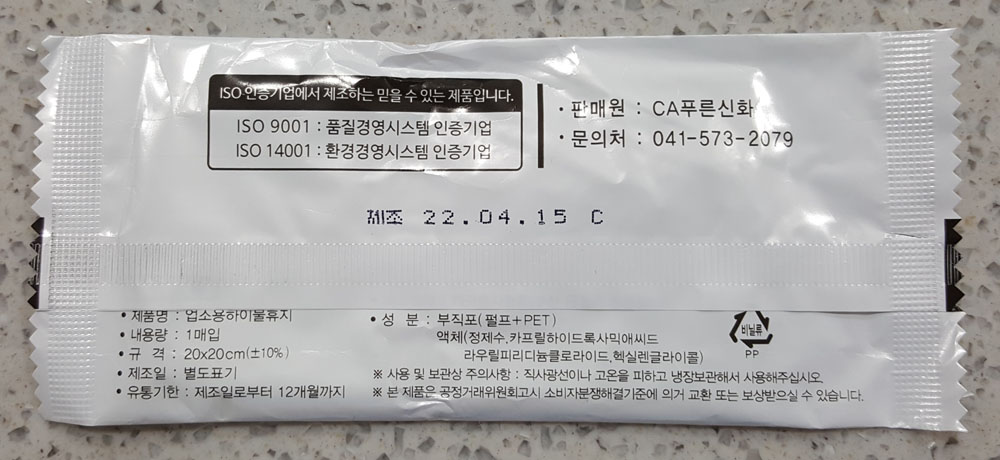 ISO 인증기업에서 제조하는 믿을 수 있는 제품입니다.
ISO 9001 : 품질경영시스템 인증기업
ISO 14001 : 환경경영시스템 인증기업
· 판매원 : CA푸른신화
· 문의처 : 041-573-2079
제조 22.04.15 C
• 제품명 : 업소용하이물휴지
• 내용량 : 1매입
• 규 격 : 20x20cm(±10%)
• 제조일 : 별도표기
• 유통기한 : 제조일로부터 12개월까지
• 성 분 : 부직포(펄프+PET)
액체(정제수.카프릴하이드록사믹애씨드
라우릴피리디늄클로라이드.헥실렌글라이콜)
비닐류
PP
※ 사용 및 보관상 주의사항 : 직사광선이나 고온을 피하고 냉장보관해서 사용해주십시오.
※ 본 제품은 공정거래위원회고시 소비자분쟁해결기준에 의거 교환 또는 보상받으실 수 있습니다.